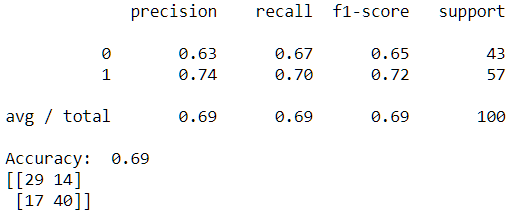 precision recall f1-score support
0 0.63 0.67 0.65 43
1 0.74 0.70 0.72 57
avg / total 0.69 0.69 0.69 100
Accuracy: 0.69
[[29 14]
[17 40]]